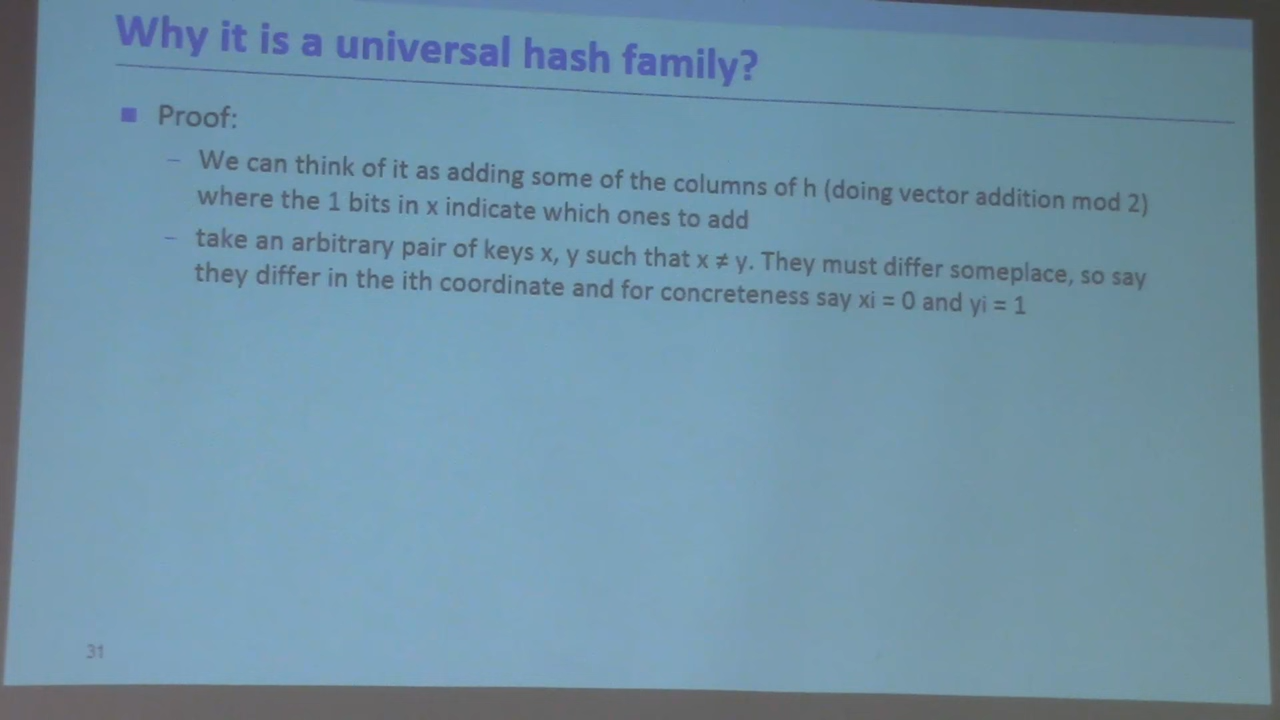 Why it is a universal hash family?
Proof:
– We can think of it as adding some of the columns of h (doing vector addition mod 2)
where the 1 bits in x indicate which ones to add
– take an arbitrary pair of keys x, y such that x ≠ y. They must differ someplace, so say
they differ in the ith coordinate and for concreteness say xi = 0 and yi = 1
31